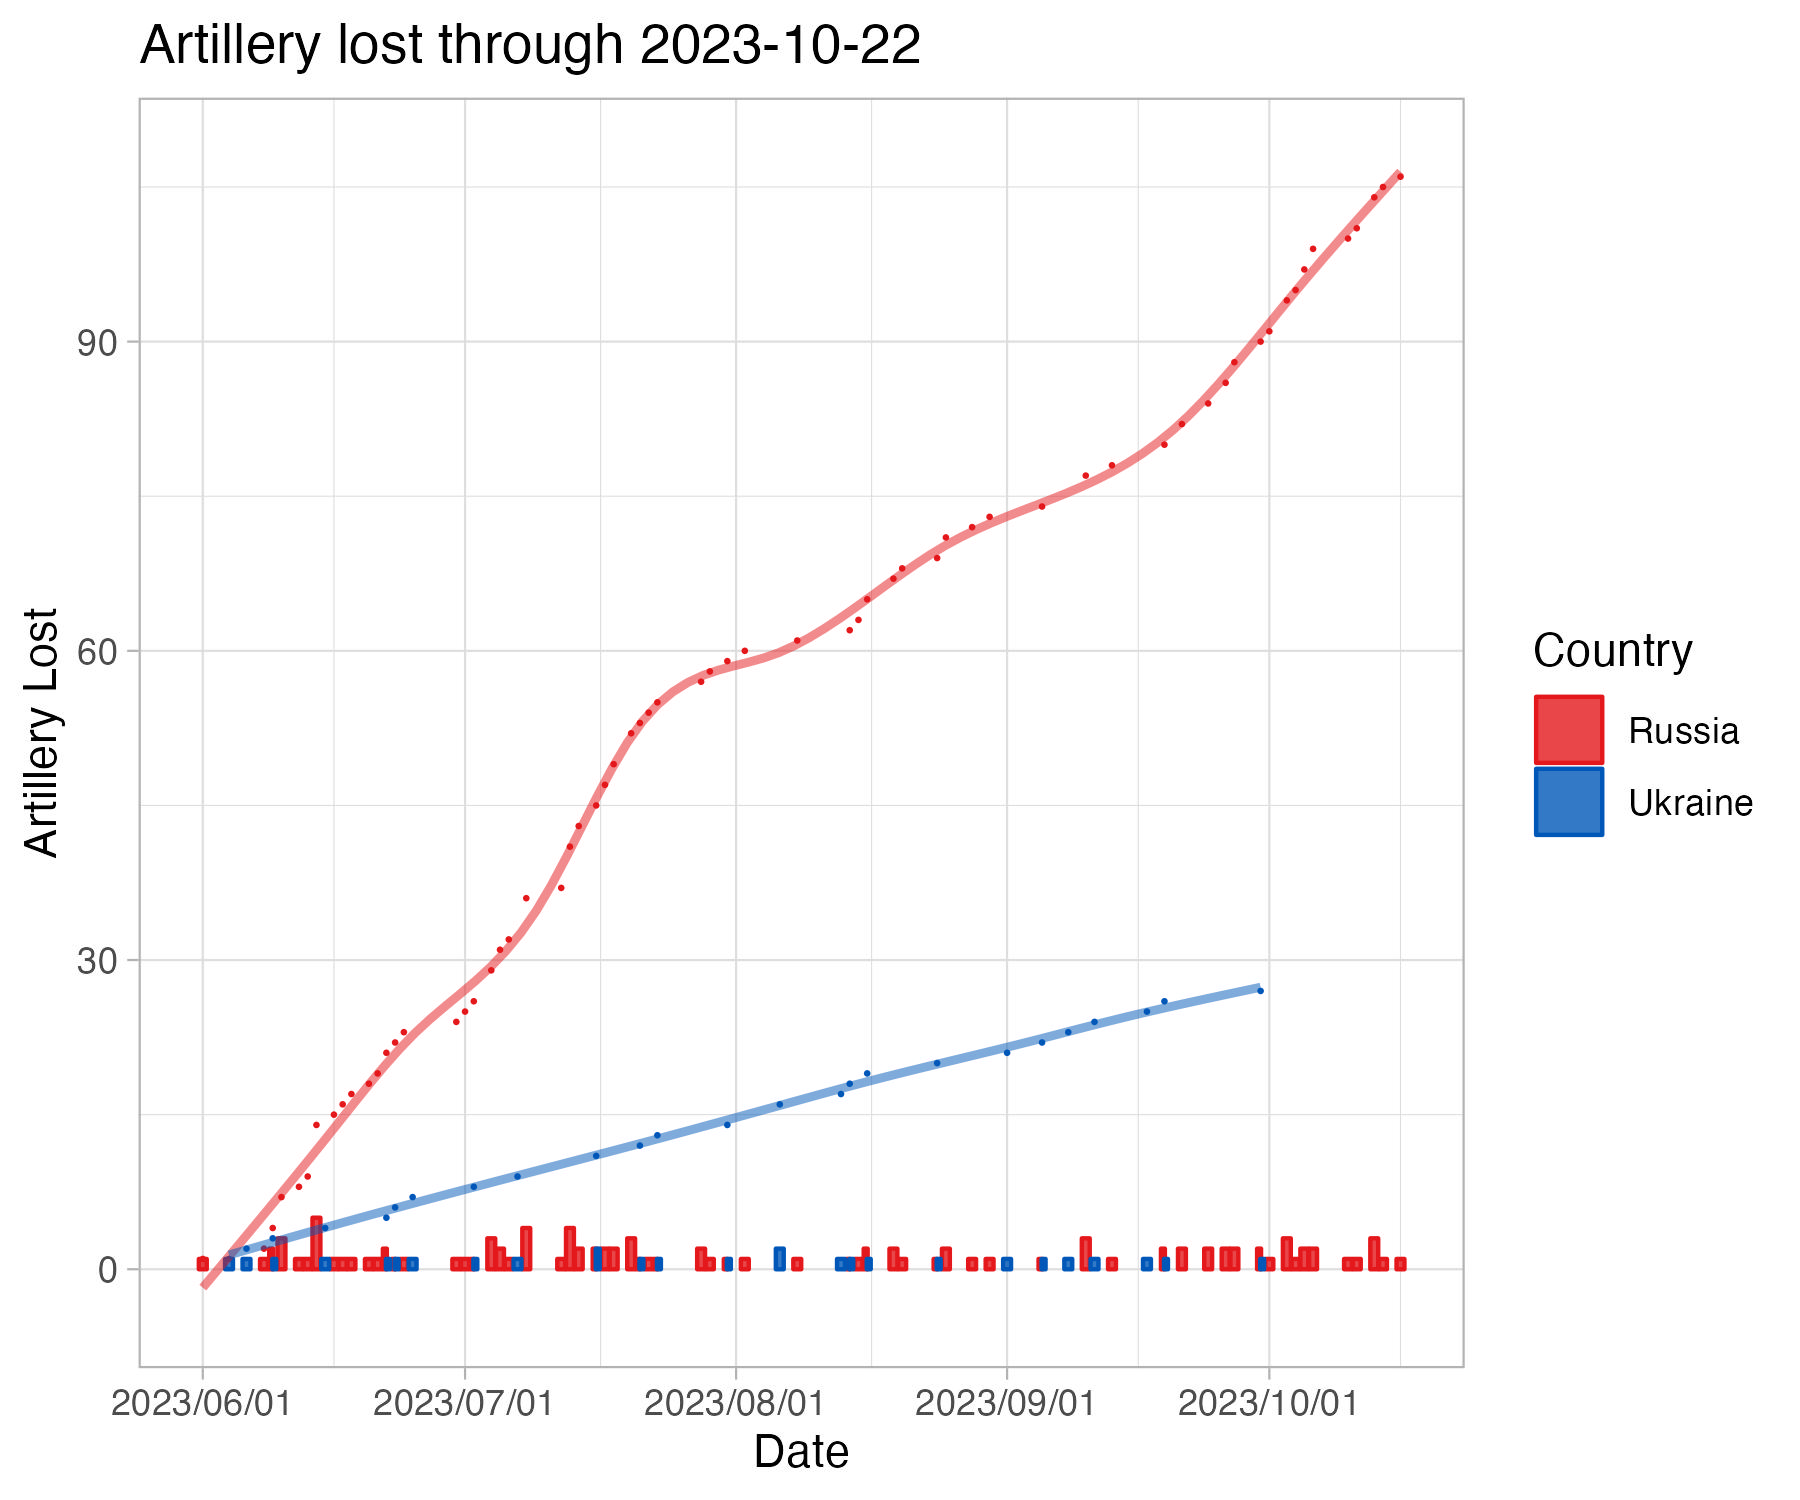 Artillery lost through 2023-10-22
Artillery Lost
90
60
30
0
2023/06/01
2023/07/01
2023/08/01
2023/09/01
2023/10/01
Date
Country
Russia
Ukraine